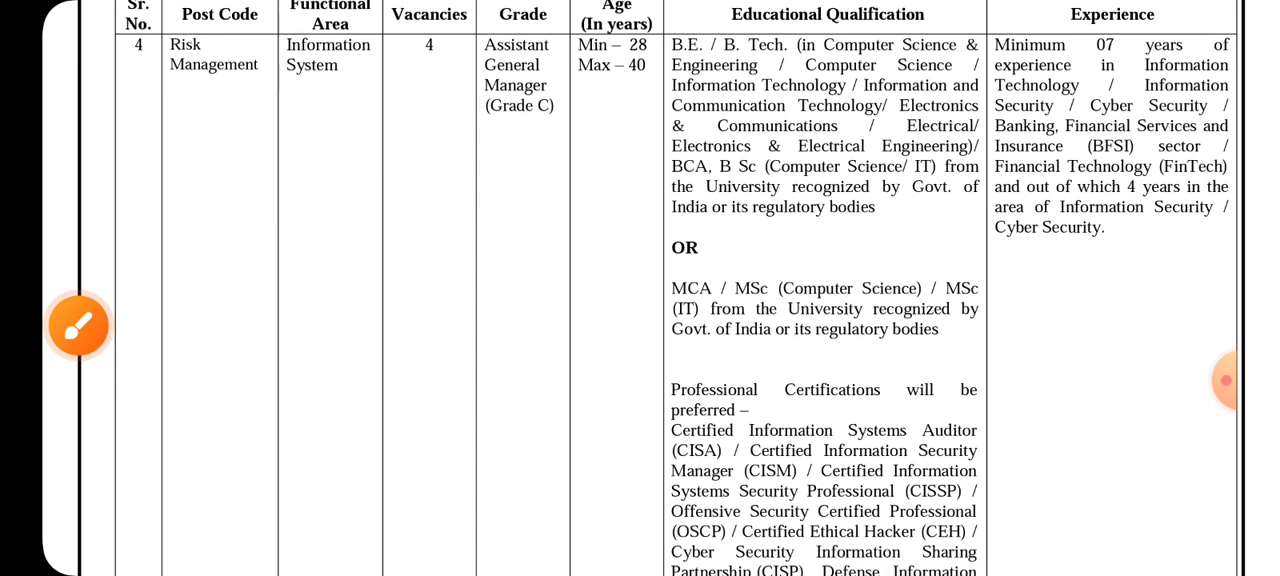 Sr. No.
Post Code
Functional Area
Vacancies
Grade
Age (In years)
Educational Qualification
Experience
4
Risk
Management
Information
System
4
Assistant
General
Manager
(Grade C)
Min – 28
Max – 40
B.E. / B. Tech. (in Computer Science &
Engineering / Computer Science /
Information Technology / Information and
Communication Technology/ Electronics
& Communications / Electrical/
Electronics & Electrical Engineering)/
BCA, B Sc (Computer Science/ IT) from
the University recognized by Govt. of
India or its regulatory bodies
OR
MCA / MSc (Computer Science) / MSc
(IT) from the University recognized by
Govt. of India or its regulatory bodies
Professional Certifications will be
preferred –
Certified Information Systems Auditor
(CISA) / Certified Information Security
Manager (CISM) / Certified Information
Systems Security Professional (CISSP) /
Offensive Security Certified Professional
(OSCP) / Certified Ethical Hacker (CEH) /
Cyber Security Information Sharing
Partnership (CISP), Defense Information
Minimum 07 years of
experience in Information
Technology / Information
Security / Cyber Security /
Banking, Financial Services and
Insurance (BFSI) sector /
Financial Technology (FinTech)
and out of which 4 years in the
area of Information Security /
Cyber Security.